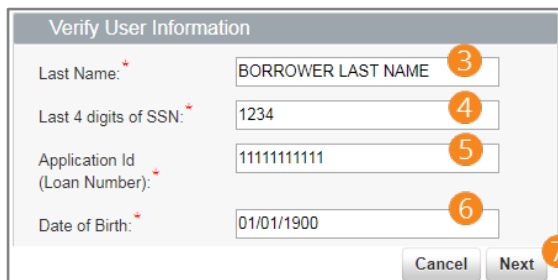 Verify User Information
Last Name:* BORROWER LAST NAME 3
Last 4 digits of SSN:* 1234 4
Application Id
(Loan Number):* 11111111111 5
Date of Birth:* 01/01/1900 6
Cancel Next 7